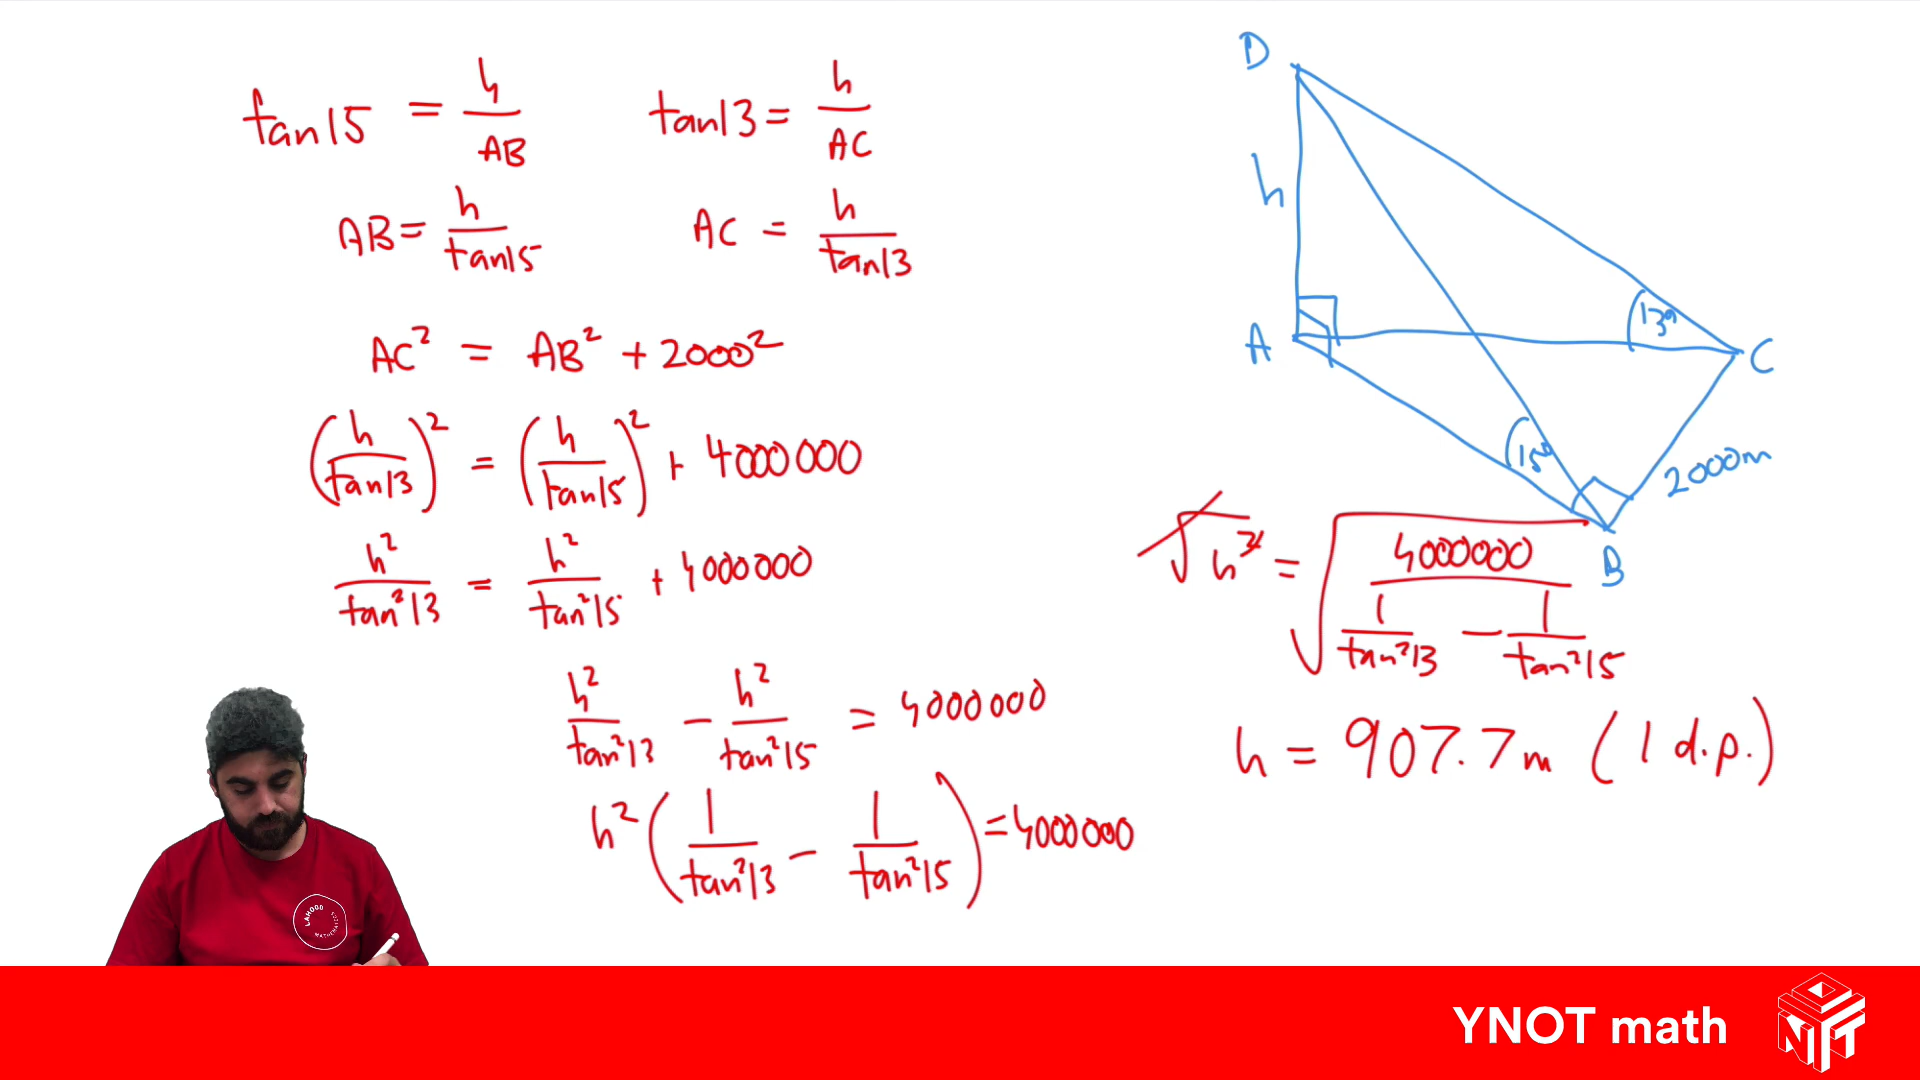 tan15 = h/AB
tan13 = h/AC
AB = h/tan15
AC = h/tan13
AC² = AB² + 2000²
(h/tan13)² = (h/tan15)² + 4000000
h²/tan²13 = h²/tan²15 + 4000000
h²/tan²13 - h²/tan²15 = 4000000
h²(1/tan²13 - 1/tan²15) = 4000000
D
h
A
13°
C
15°
2000m
B
√h² = √(4000000/(1/tan²13 - 1/tan²15))
h = 907.7m (1 d.p.)
LAHOOD MATHEMATICS
YNOT math